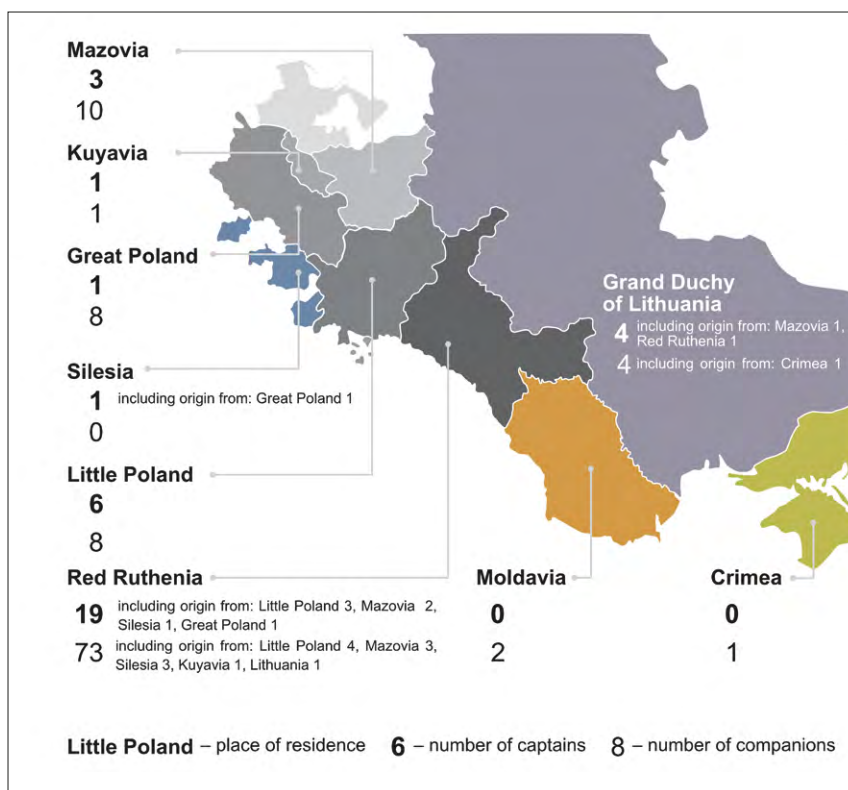 Mazovia
3
10
Kuyavia
1
1
Great Poland
1
8
Silesia
1 including origin from: Great Poland 1
0
Little Poland
6
8
Red Ruthenia
19 including origin from: Little Poland 3, Mazovia 2,
Silesia 1, Great Poland 1
73 including origin from: Little Poland 4, Mazovia 3,
Silesia 3, Kuyavia 1, Lithuania 1
Grand Duchy
of Lithuania
4 including origin from: Mazovia 1,
Red Ruthenia 1
4 including origin from: Crimea 1
Moldavia
0
2
Crimea
0
1
Little Poland – place of residence 6 – number of captains 8 – number of companions